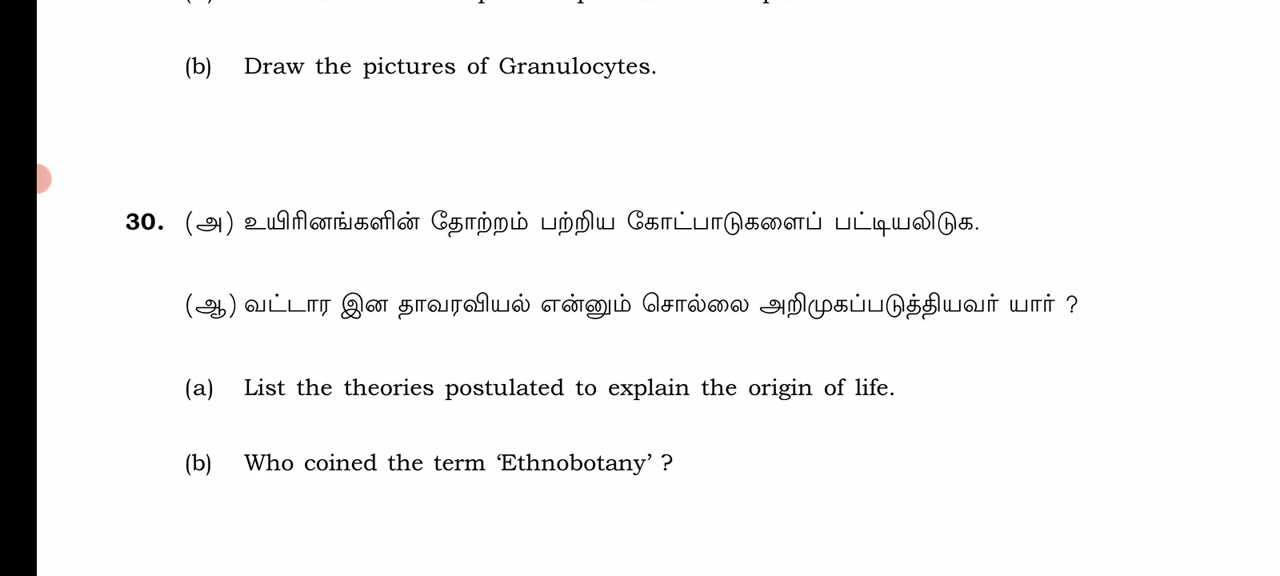 (b) Draw the pictures of Granulocytes.
30. (அ) உயிரினங்களின் தோற்றம் பற்றிய கோட்பாடுகளைப் பட்டியலிடுக.
(ஆ) வட்டார இன தாவரவியல் என்னும் சொல்லை அறிமுகப்படுத்தியவர் யார் ?
(a) List the theories postulated to explain the origin of life.
(b) Who coined the term ‘Ethnobotany’ ?